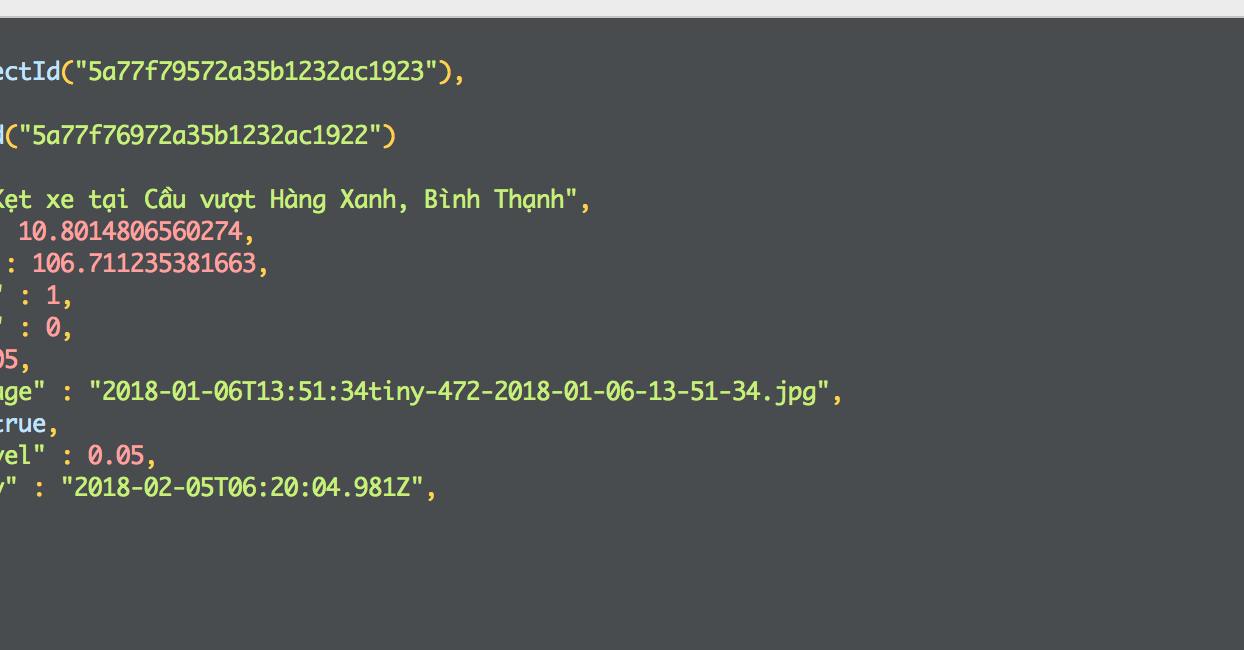 ectId("5a77f79572a35b1232ac1923"),
d("5a77f76972a35b1232ac1922")
Kẹt xe tại Cầu vượt Hàng Xanh, Bình Thạnh",
10.8014806560274,
: 106.711235381663,
" : 1,
" : 0,
05,
age" : "2018-01-06T13:51:34tiny-472-2018-01-06-13-51-34.jpg",
true,
vel" : 0.05,
y" : "2018-02-05T06:20:04.981Z",